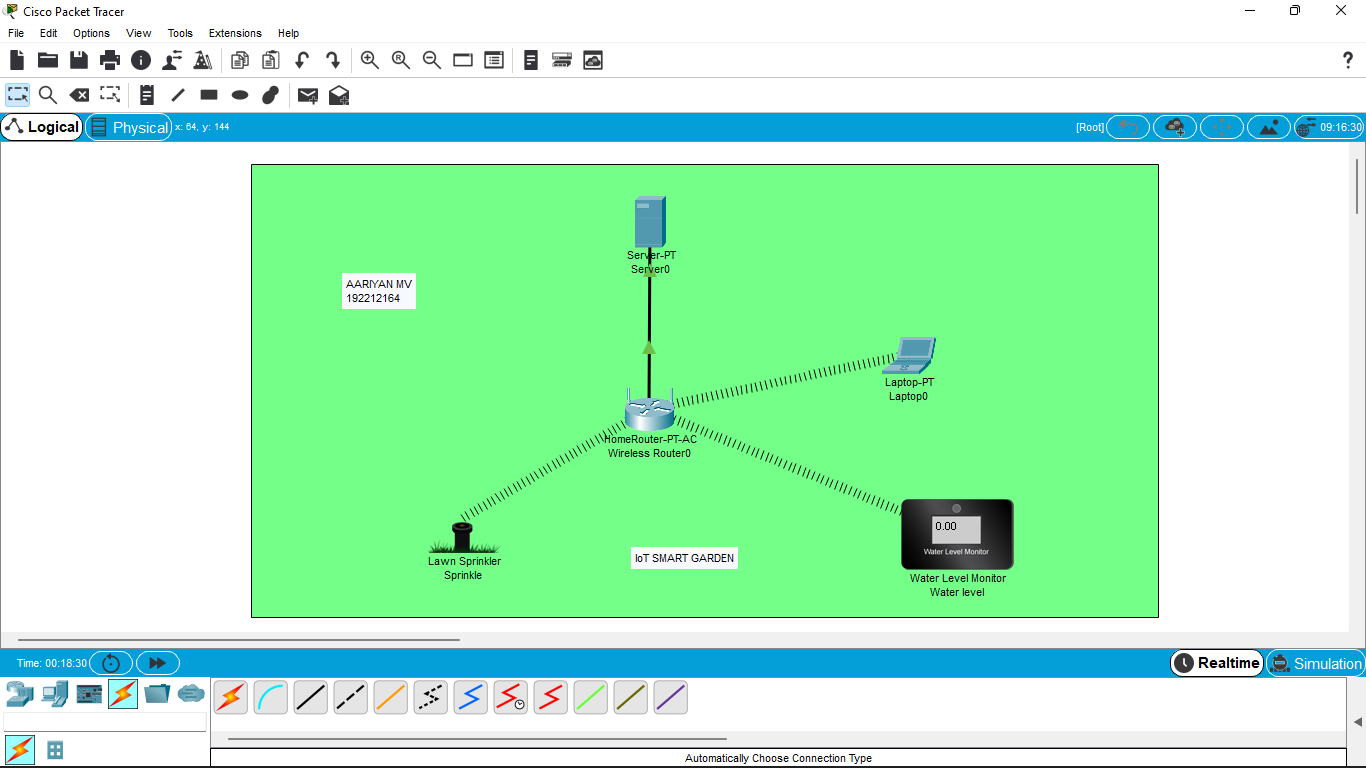 Cisco Packet Tracer
File Edit Options View Tools Extensions Help
Logical Physical x: 64, y: 144 [Root] 09:16:30
Server-PT
Server0
AARIYAN MV
192212164
Laptop-PT
Laptop0
HomeRouter-PT-AC
Wireless Router0
0.00
Water Level Monitor
Lawn Sprinkler
Sprinkle
IoT SMART GARDEN
Water Level Monitor
Water level
Time: 00:18:30 Realtime Simulation
Automatically Choose Connection Type